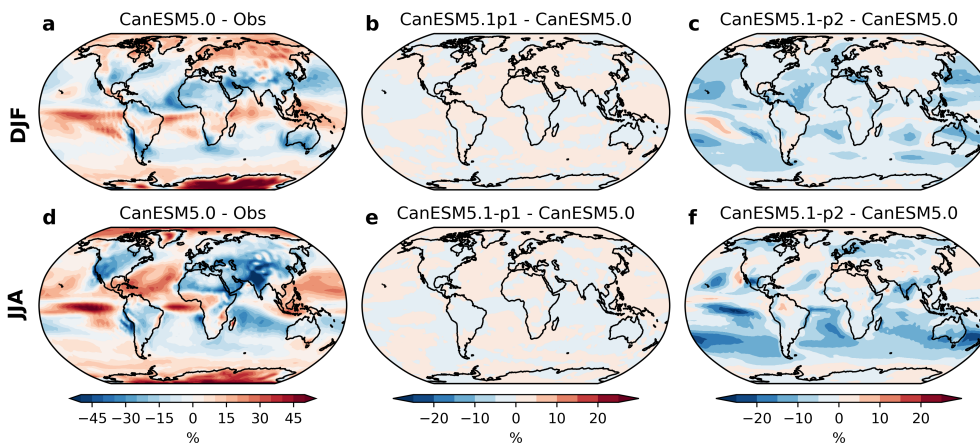 a CanESM5.0 - Obs
b CanESM5.1p1 - CanESM5.0
c CanESM5.1-p2 - CanESM5.0
DJF
d CanESM5.0 - Obs
e CanESM5.1-p1 - CanESM5.0
f CanESM5.1-p2 - CanESM5.0
JJA
−45 −30 −15 0 15 30 45
%
−20 −10 0 10 20
%
−20 −10 0 10 20
%